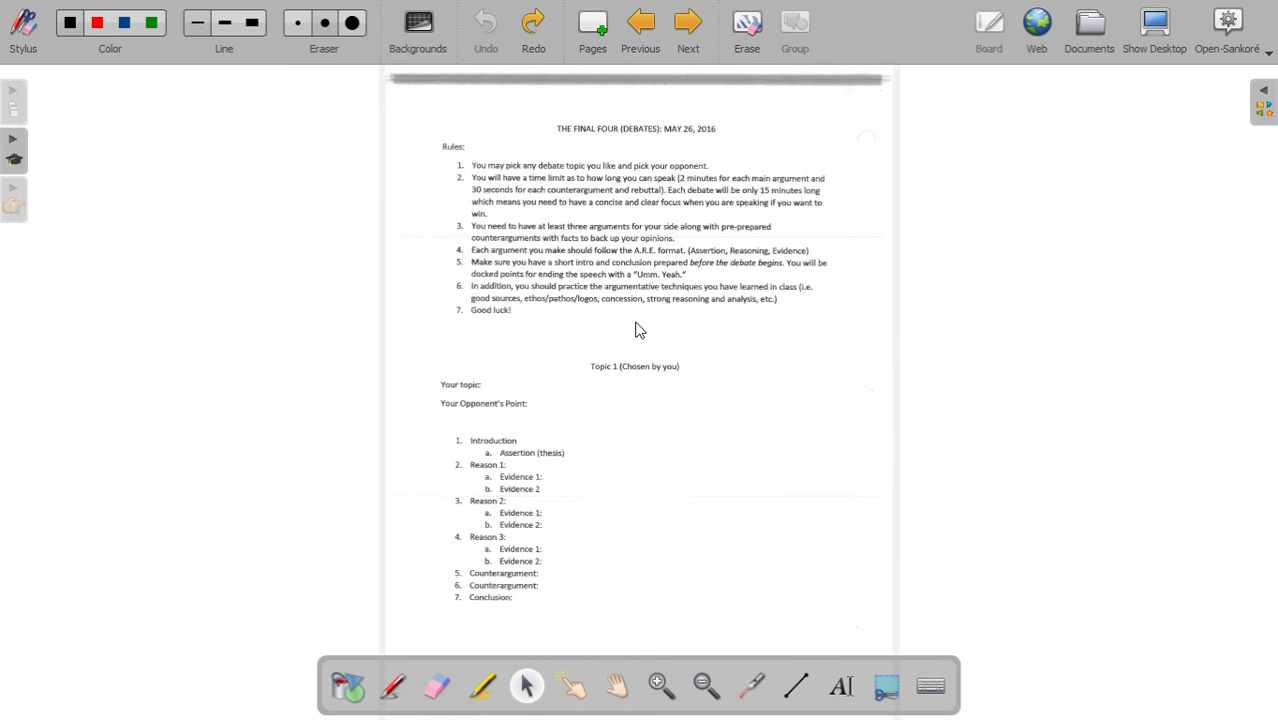 Stylus Color Line Eraser Backgrounds Undo Redo Pages Previous Next Erase Group Board Web Documents Show Desktop Open-Sankoré
THE FINAL FOUR (DEBATES): MAY 26, 2016
Rules:
1. You may pick any debate topic you like and pick your opponent.
2. You will have a time limit as to how long you can speak (2 minutes for each main argument and
30 seconds for each counterargument and rebuttal). Each debate will be only 15 minutes long
which means you need to have a concise and clear focus when you are speaking if you want to
win.
3. You need to have at least three arguments for your side along with pre-prepared
counterarguments with facts to back up your opinions.
4. Each argument you make should follow the A.R.E. format. (Assertion, Reasoning, Evidence)
5. Make sure you have a short intro and conclusion prepared before the debate begins. You will be
docked points for ending the speech with a "Umm. Yeah."
6. In addition, you should practice the argumentative techniques you have learned in class (i.e.
good sources, ethos/pathos/logos, concession, strong reasoning and analysis, etc.)
7. Good luck!
Topic 1 (Chosen by you)
Your topic:
Your Opponent's Point:
1. Introduction
a. Assertion (thesis)
2. Reason 1:
a. Evidence 1:
b. Evidence 2
3. Reason 2:
a. Evidence 1:
b. Evidence 2:
4. Reason 3:
a. Evidence 1:
b. Evidence 2:
5. Counterargument:
6. Counterargument:
7. Conclusion: